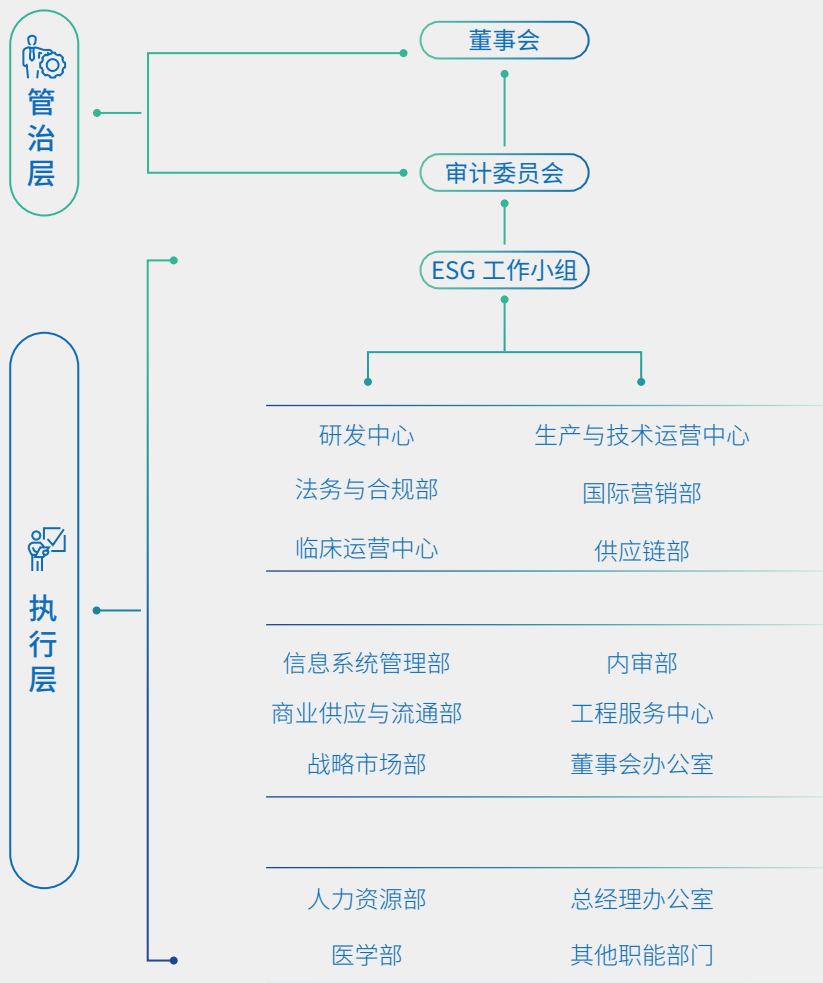 管治层
董事会
审计委员会
ESG 工作小组
执行层
研发中心
生产与技术运营中心
法务与合规部
国际营销部
临床运营中心
供应链部
信息系统管理部
内审部
商业供应与流通部
工程服务中心
战略市场部
董事会办公室
人力资源部
总经理办公室
医学部
其他职能部门